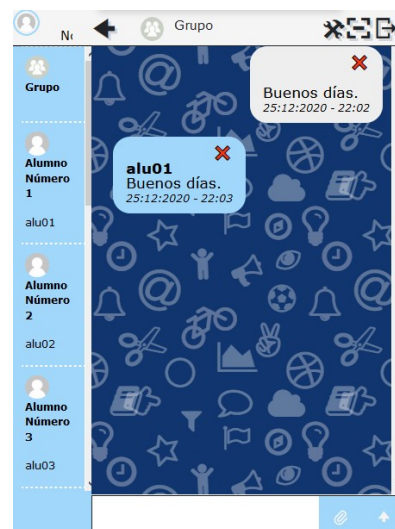 Grupo
Grupo
Alumno
Número
1
alu01
Alumno
Número
2
alu02
Alumno
Número
3
alu03
Buenos días.
25:12:2020 - 22:02
alu01
Buenos días.
25:12:2020 - 22:03